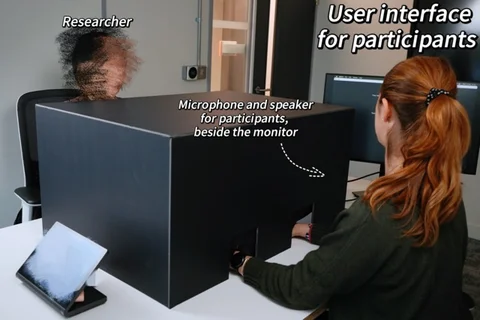 Researcher
User interface
for participants
Microphone and speaker
for participants,
beside the monitor